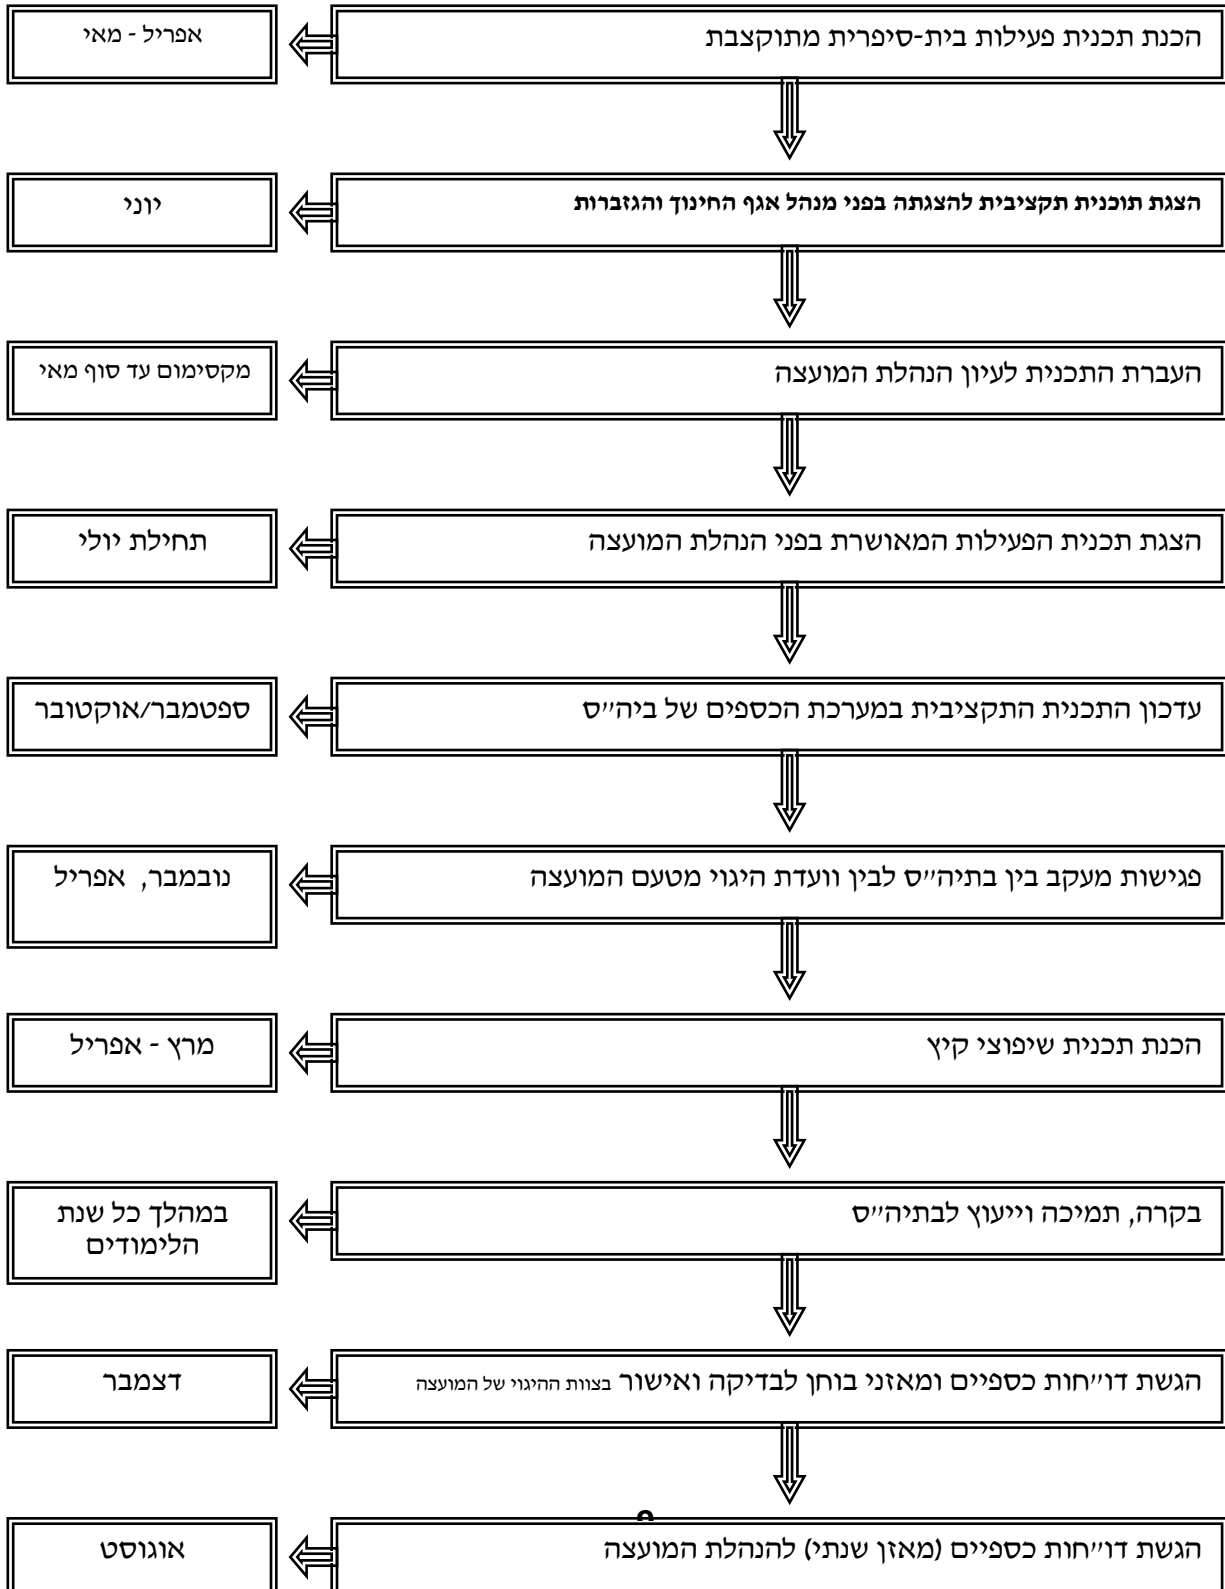 הכנת תכנית פעילות בית-סיפרית מתוקצבת
אפריל - מאי
הצגת תוכנית תקציבית להצגתה בפני מנהל אגף החינוך והגזברות
יוני
העברת התכנית לעיון הנהלת המועצה
מקסימום עד סוף מאי
הצגת תכנית הפעילות המאושרת בפני הנהלת המועצה
תחילת יולי
עדכון התכנית התקציבית במערכת הכספים של ביה״ס
ספטמבר/אוקטובר
פגישות מעקב בין בתיה״ס לבין וועדת היגוי מטעם המועצה
נובמבר, אפריל
הכנת תכנית שיפוצי קיץ
מרץ - אפריל
בקרה, תמיכה וייעוץ לבתיה״ס
במהלך כל שנת
הלימודים
הגשת דו״חות כספיים ומאזני בוחן לבדיקה ואישור בצוות ההיגוי של המועצה
דצמבר
הגשת דו״חות כספיים (מאזן שנתי) להנהלת המועצה
אוגוסט